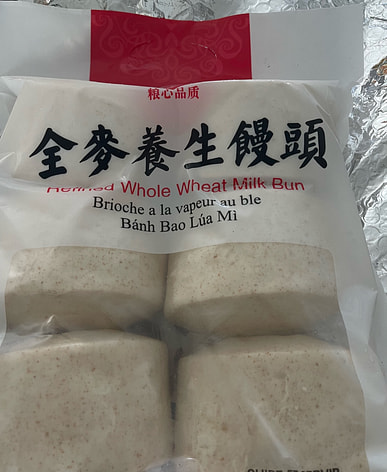 粮心品质
全麥養生饅頭
Refined Whole Wheat Milk Bun
Brioche a la vapeur au ble
Bánh Bao Lúa Mì